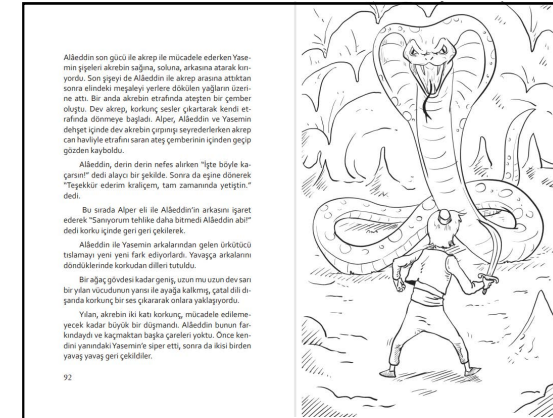 Alâeddin son gücü ile akrep ile mücadele ederken Yase-
min şişeleri akrebin sağına, soluna, arkasına atarak kırı-
yordu. Son şişeyi de Alâeddin ile akrep arasına attıktan
sonra elindeki meşaleyi yerlere dökülen yağların üzeri-
ne attı. Bir anda akrebin etrafında ateşten bir çember
oluştu. Dev akrep, korkunç sesler çıkartarak kendi et-
rafında dönmeye başladı. Alper, Alâeddin ve Yasemin
dehşet içinde dev akrebin çırpınışı seyrederlerken akrep
can havliyle etrafını saran ateş çemberinin içinden geçip
gözden kayboldu.
Alâeddin, derin derin nefes alırken “İşte böyle ka-
çarsın!” dedi alaycı bir şekilde. Sonra da eşine dönerek
“Teşekkür ederim kraliçem, tam zamanında yetiştin.”
dedi.
Bu sırada Alper eli ile Alâeddin’in arkasını işaret
ederek “Sanıyorum tehlike daha bitmedi Alâeddin abi!”
dedi korku içinde geri geri çekilerek.
Alâeddin ile Yasemin arkalarından gelen ürkütücü
tıslamayı yeni yeni fark ediyorlardı. Yavaşça arkalarını
döndüklerinde korkudan dilleri tutuldu.
Bir ağaç gövdesi kadar geniş, uzun mu uzun dev sarı
bir yılan vücudunun yarısı ile ayağa kalkmış, çatal dili dı-
şarıda korkunç bir ses çıkararak onlara yaklaşıyordu.
Yılan, akrebin iki katı korkunç, mücadele edileme-
yecek kadar büyük bir düşmandı. Alâeddin bunun far-
kındaydı ve kaçmaktan başka çareleri yoktu. Önce ken-
dini yanındaki Yasemin’e siper etti, sonra da ikisi birden
yavaş yavaş geri çekildiler.
92